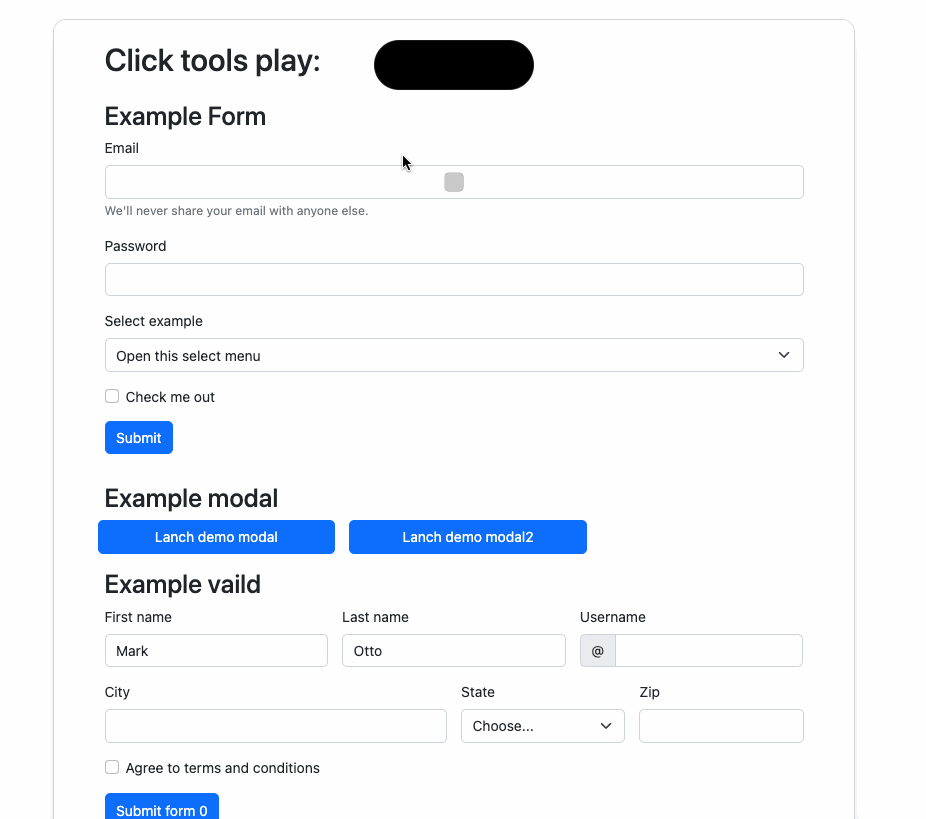 Click tools play:
Example Form
Email
We'll never share your email with anyone else.
Password
Select example
Open this select menu
Check me out
Submit
Example modal
Lanch demo modal
Lanch demo modal2
Example vaild
First name
Last name
Username
Mark
Otto
@
City
State
Zip
Choose...
Agree to terms and conditions
Submit form 0